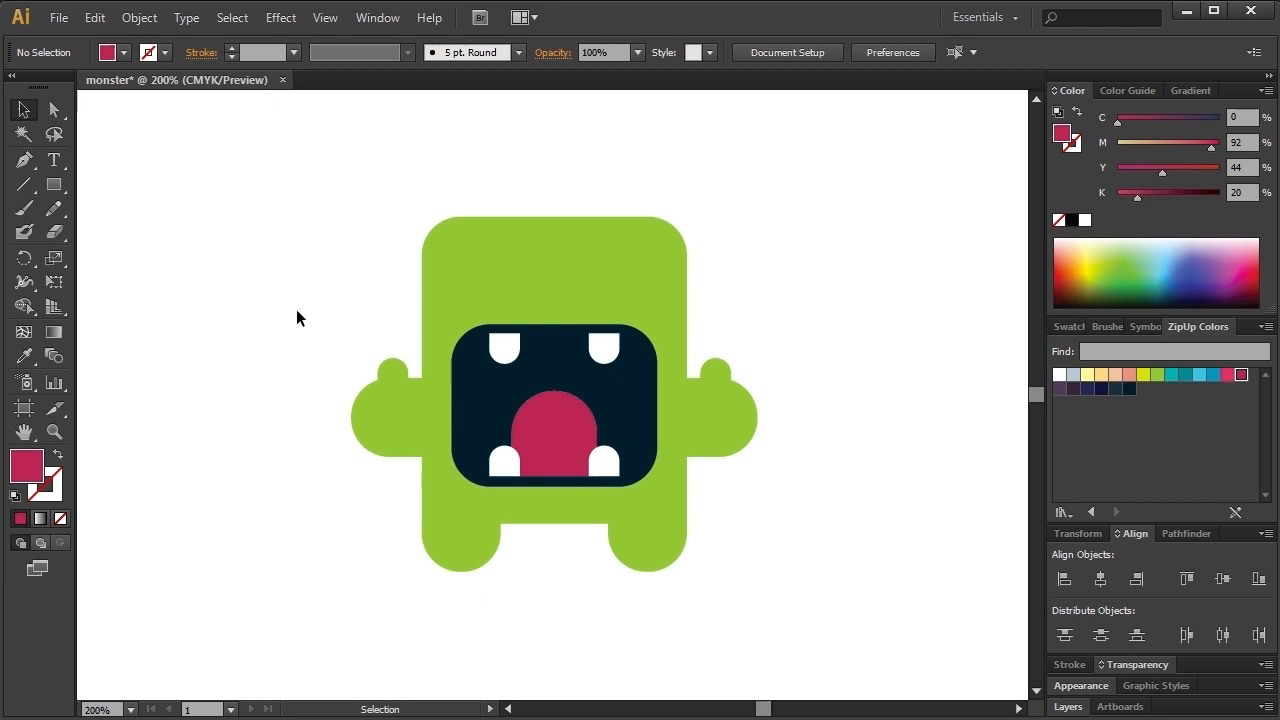 Ai File Edit Object Type Select Effect View Window Help Br Essentials
No Selection Stroke: 5 pt. Round Opacity: 100% Style: Document Setup Preferences
monster* @ 200% (CMYK/Preview)
Color Color Guide Gradient
C 0 %
M 92 %
Y 44 %
K 20 %
Swatcl Brushe Symbo ZipUp Colors
Find:
Transform Align Pathfinder
Align Objects:
Distribute Objects:
Stroke Transparency
Appearance Graphic Styles
Layers Artboards
200% 1 Selection
T